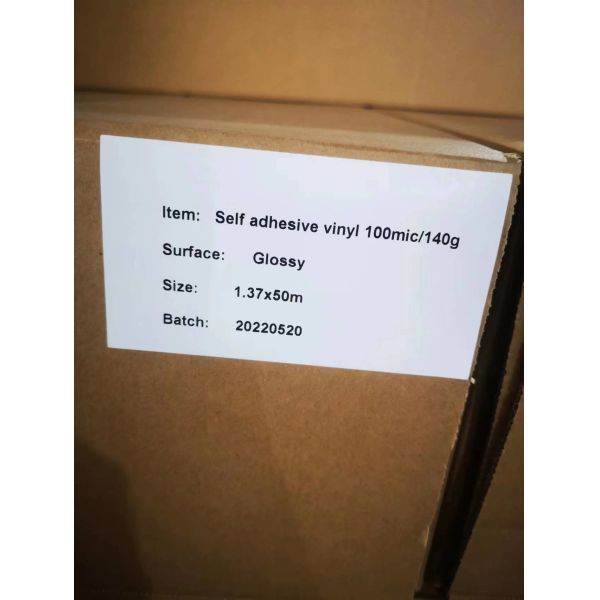 Item: Self adhesive vinyl 100mic/140g
Surface: Glossy
Size: 1.37x50m
Batch: 20220520